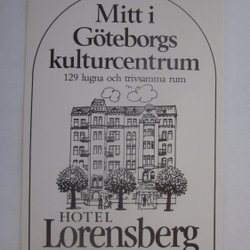 Mitt i
Göteborgs
kulturcentrum
129 lugna och trivsamma rum
HOTEL
Lorensberg